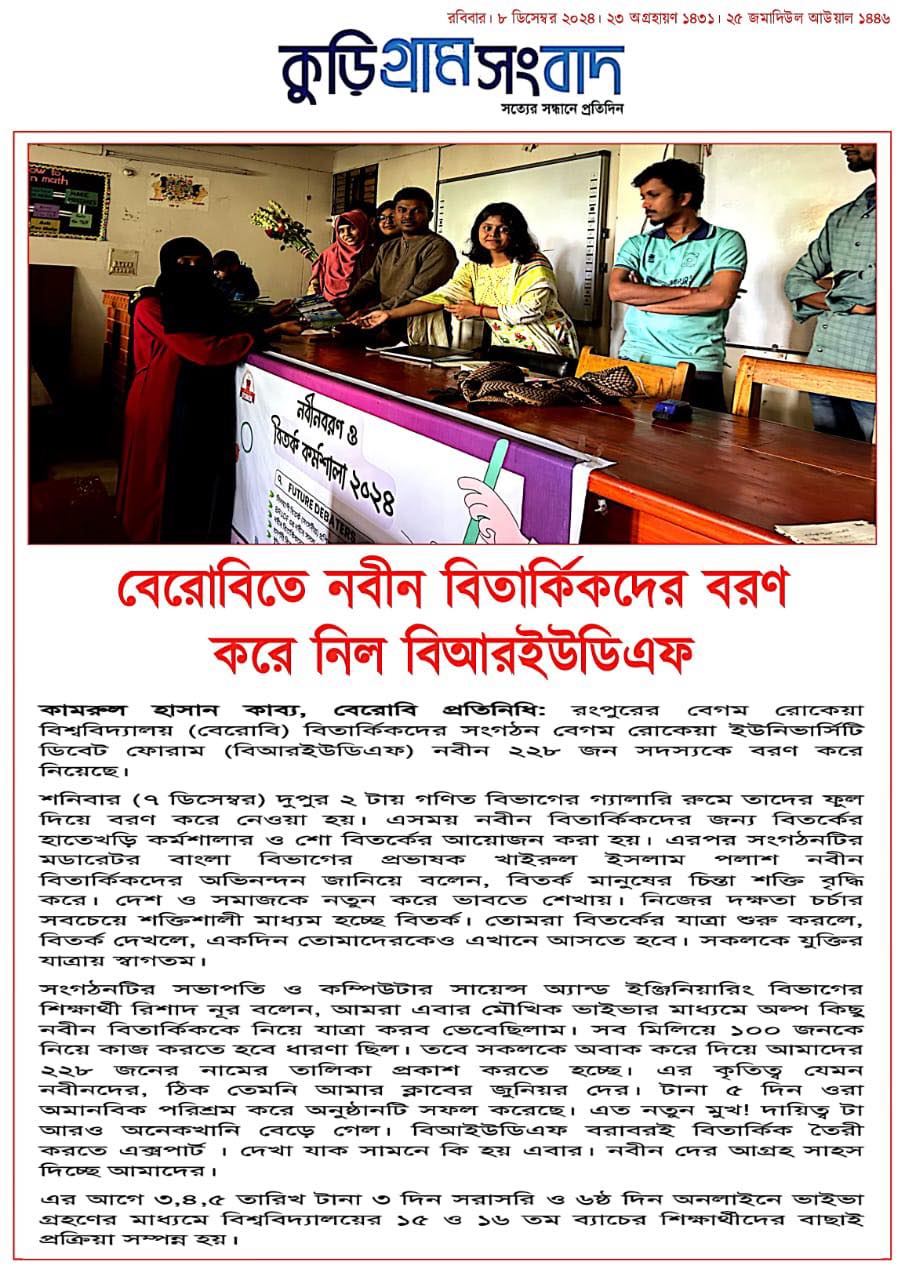 রবিবার। ৮ ডিসেম্বর ২০২৪। ২৩ অগ্রহায়ণ ১৪৩১। ২৫ জমাদিউল আউয়াল ১৪৪৬
কুড়িগ্রাম সংবাদ
সত্যের সন্ধানে প্রতিদিন
how to
in math
নবীনবরণ ও
বিতর্ক কর্মশালা ২০২৪
FUTURE DEBATERS
বেরোবিতে নবীন বিতার্কিকদের বরণ
করে নিল বিআরইউডিএফ
কামরুল হাসান কাব্য, বেরোবি প্রতিনিধি: রংপুরের বেগম রোকেয়া
বিশ্ববিদ্যালয় (বেরোবি) বিতার্কিকদের সংগঠন বেগম রোকেয়া ইউনিভার্সিটি
ডিবেট ফোরাম (বিআরইউডিএফ) নবীন ২২৮ জন সদস্যকে বরণ করে
নিয়েছে।
শনিবার (৭ ডিসেম্বর) দুপুর ২ টায় গণিত বিভাগের গ্যালারি রুমে তাদের ফুল
দিয়ে বরণ করে নেওয়া হয়। এসময় নবীন বিতার্কিকদের জন্য বিতর্কের
হাতেখড়ি কর্মশালার ও শো বিতর্কের আয়োজন করা হয়। এরপর সংগঠনটির
মডারেটর বাংলা বিভাগের প্রভাষক খাইরুল ইসলাম পলাশ নবীন
বিতার্কিকদের অভিনন্দন জানিয়ে বলেন, বিতর্ক মানুষের চিন্তা শক্তি বৃদ্ধি
করে। দেশ ও সমাজকে নতুন করে ভাবতে শেখায়। নিজের দক্ষতা চর্চার
সবচেয়ে শক্তিশালী মাধ্যম হচ্ছে বিতর্ক। তোমরা বিতর্কের যাত্রা শুরু করলে,
বিতর্ক দেখলে, একদিন তোমাদেরকেও এখানে আসতে হবে। সকলকে যুক্তির
যাত্রায় স্বাগতম।
সংগঠনটির সভাপতি ও কম্পিউটার সায়েন্স অ্যান্ড ইঞ্জিনিয়ারিং বিভাগের
শিক্ষার্থী রিশাদ নূর বলেন, আমরা এবার মৌখিক ভাইভার মাধ্যমে অল্প কিছু
নবীন বিতার্কিককে নিয়ে যাত্রা করব ভেবেছিলাম। সব মিলিয়ে ১০০ জনকে
নিয়ে কাজ করতে হবে ধারণা ছিল। তবে সকলকে অবাক করে দিয়ে আমাদের
২২৮ জনের নামের তালিকা প্রকাশ করতে হচ্ছে। এর কৃতিত্ব যেমন
নবীনদের, ঠিক তেমনি আমার ক্লাবের জুনিয়র দের। টানা ৫ দিন ওরা
অমানবিক পরিশ্রম করে অনুষ্ঠানটি সফল করেছে। এত নতুন মুখ! দায়িত্ব টা
আরও অনেকখানি বেড়ে গেল। বিআইউডিএফ বরাবরই বিতার্কিক তৈরী
করতে এক্সপার্ট । দেখা যাক সামনে কি হয় এবার। নবীন দের আগ্রহ সাহস
দিচ্ছে আমাদের।
এর আগে ৩,৪,৫ তারিখ টানা ৩ দিন সরাসরি ও ৬ষ্ঠ দিন অনলাইনে ভাইভা
গ্রহণের মাধ্যমে বিশ্ববিদ্যালয়ের ১৫ ও ১৬ তম ব্যাচের শিক্ষার্থীদের বাছাই
প্রক্রিয়া সম্পন্ন হয়।